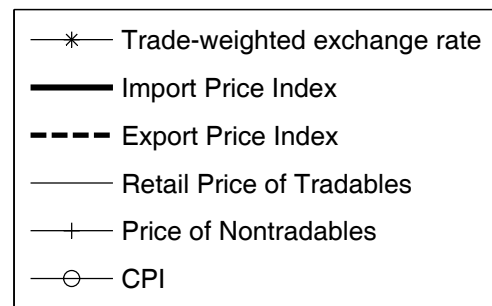 Trade-weighted exchange rate
Import Price Index
Export Price Index
Retail Price of Tradables
Price of Nontradables
CPI